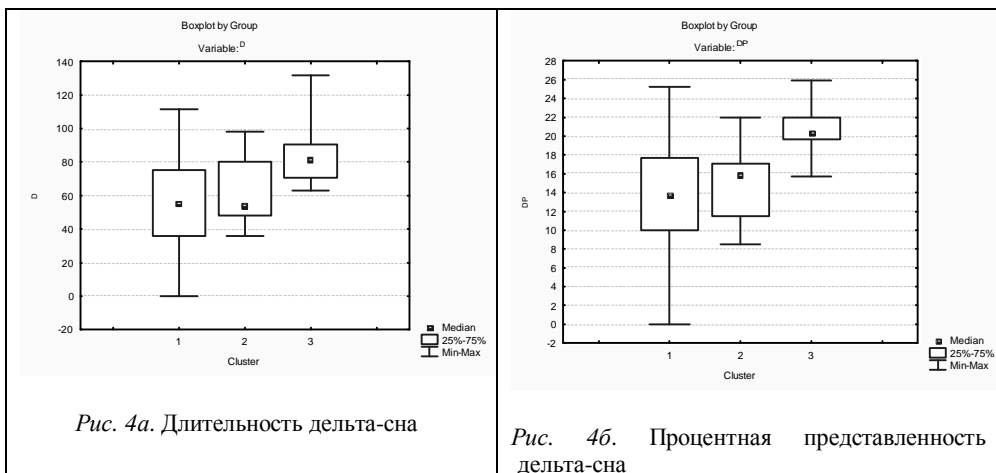 Boxplot by Group
Variable: D
140
120
100
80
60
40
20
0
-20
D
1 2 3
Cluster
Median
25%-75%
Min-Max
Рис. 4а. Длительность дельта-сна
Boxplot by Group
Variable: DP
28
26
24
22
20
18
16
14
12
10
8
6
4
2
0
-2
DP
1 2 3
Cluster
Median
25%-75%
Min-Max
Рис. 4б. Процентная представленность
дельта-сна